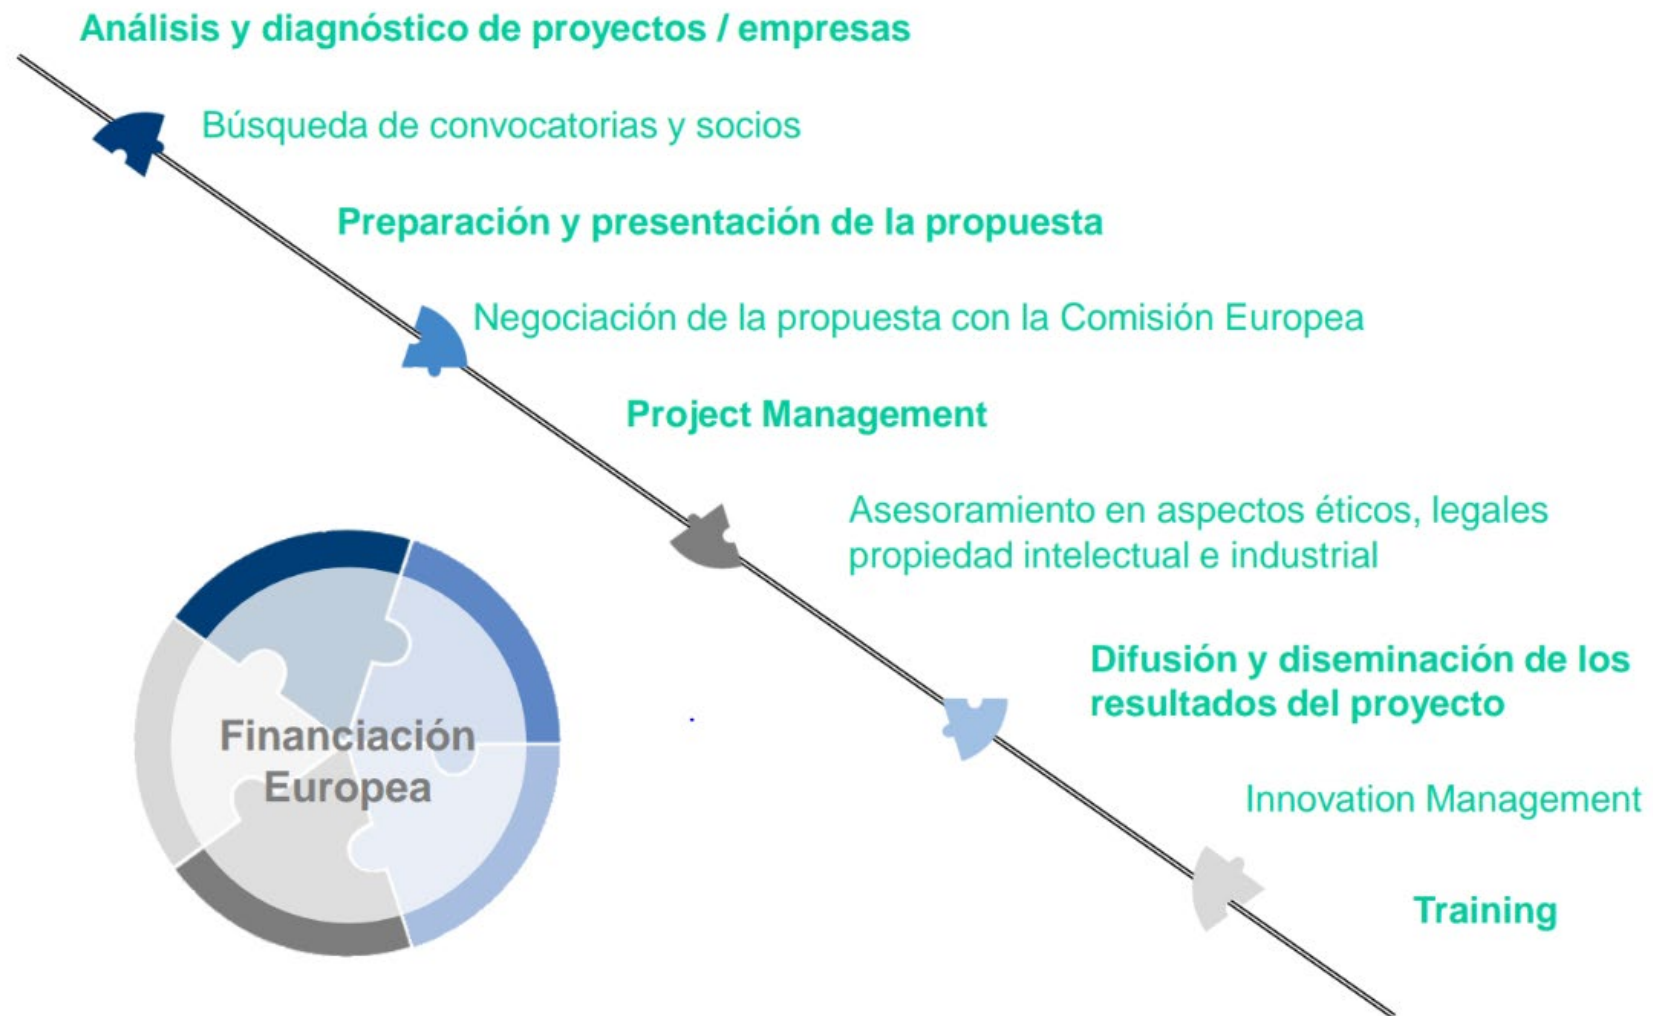 Análisis y diagnóstico de proyectos / empresas
Búsqueda de convocatorias y socios
Preparación y presentación de la propuesta
Negociación de la propuesta con la Comisión Europea
Project Management
Asesoramiento en aspectos éticos, legales
propiedad intelectual e industrial
Difusión y diseminación de los
resultados del proyecto
Innovation Management
Training
Financiación
Europea